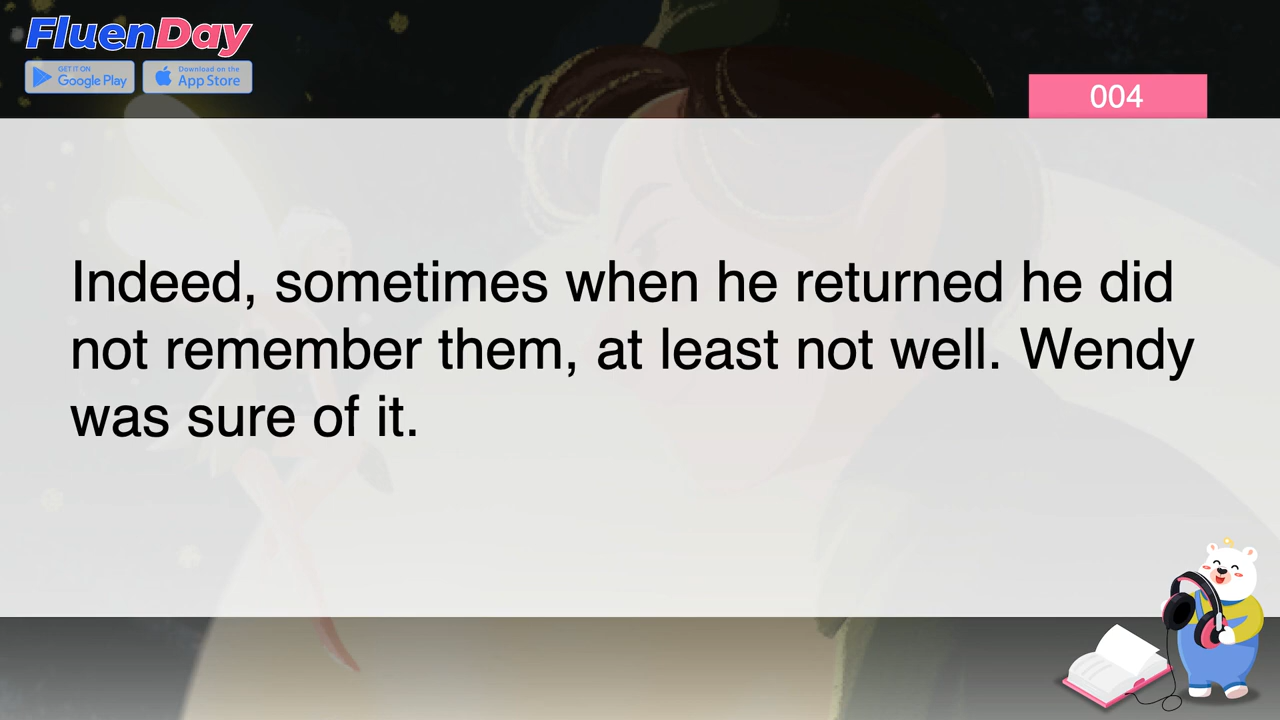 FluenDay
GET IT ON
Google Play
Download on the
App Store
004
Indeed, sometimes when he returned he did
not remember them, at least not well. Wendy
was sure of it.